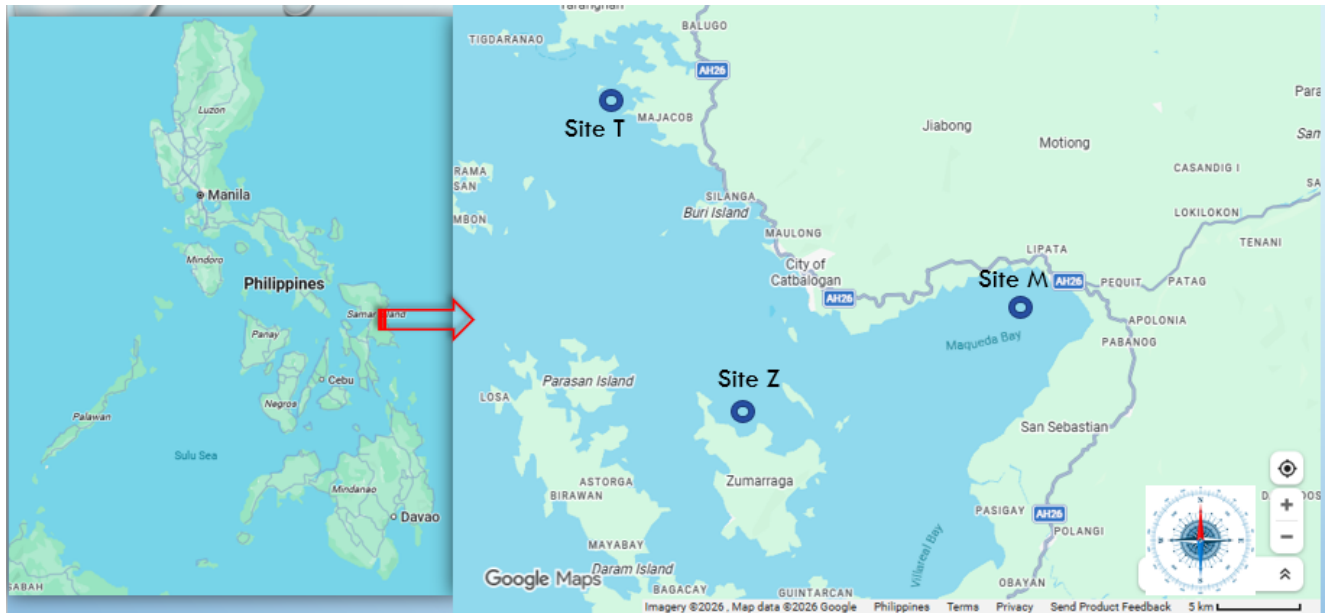 Luzon
Manila
Mindoro
Philippines
Panay
Cebu
Negros
Palawan
Sulu Sea
Mindanao
Davao
SABAH
BALUGO
TIGDARANAO
AH26
Site T
MAJACOB
Jiabong
Motiong
Para
San
CASANDIG I
SA
RAMA
SAN
MBON
SILANGA
Buri Island
LOKILOKON
MAULONG
TENANI
LIPATA
City of
Catbalogan
Site M
AH26
PEQUIT
PATAG
AH26
APOLONIA
Maqueda Bay
PABANOG
Parasan Island
Site Z
LOSA
San Sebastian
ASTORGA
BIRAWAN
Zumarraga
PASIGAY
AH26
POLANGI
MAYABAY
Villareal Bay
Daram Island
Google Maps
BAGACAY
GUINTARCAN
OBAYAN
N
Imagery ©2026 , Map data ©2026 Google Philippines Terms Privacy Send Product Feedback 5 km